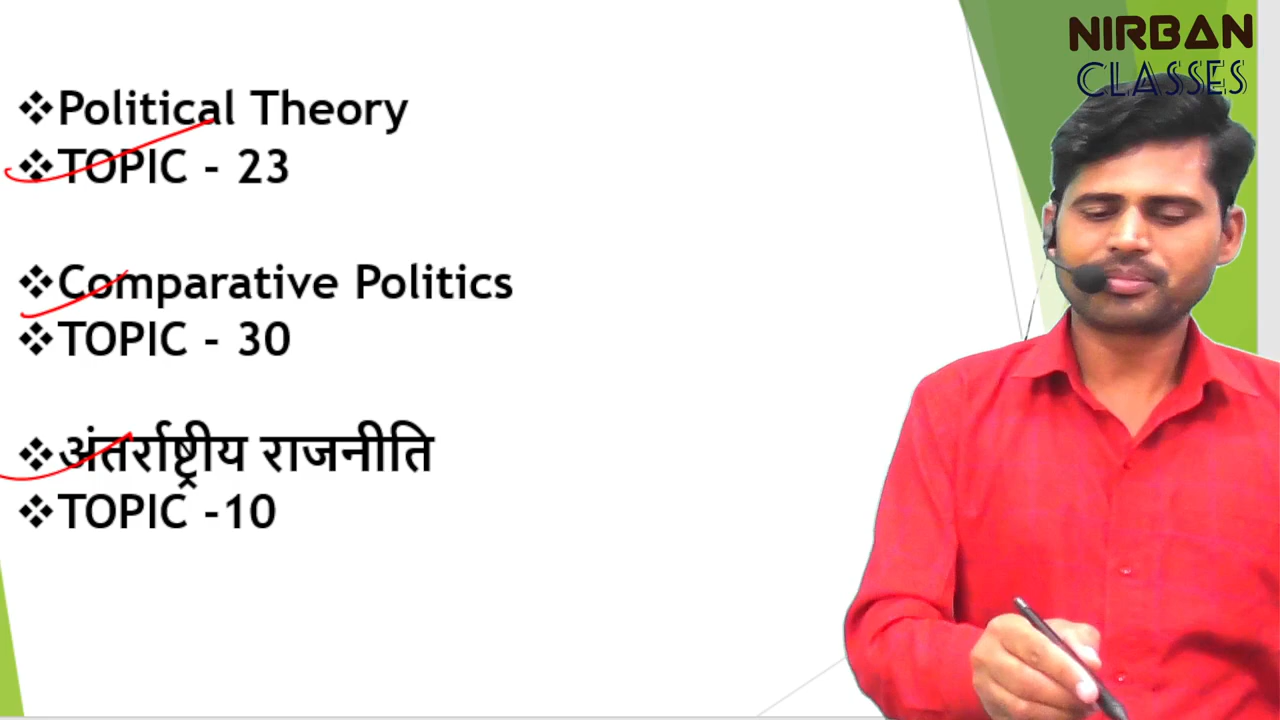 NIRBAN
CLASSES
❖Political Theory
❖TOPIC - 23
❖Comparative Politics
❖TOPIC - 30
❖अंतर्राष्ट्रीय राजनीति
❖TOPIC -10